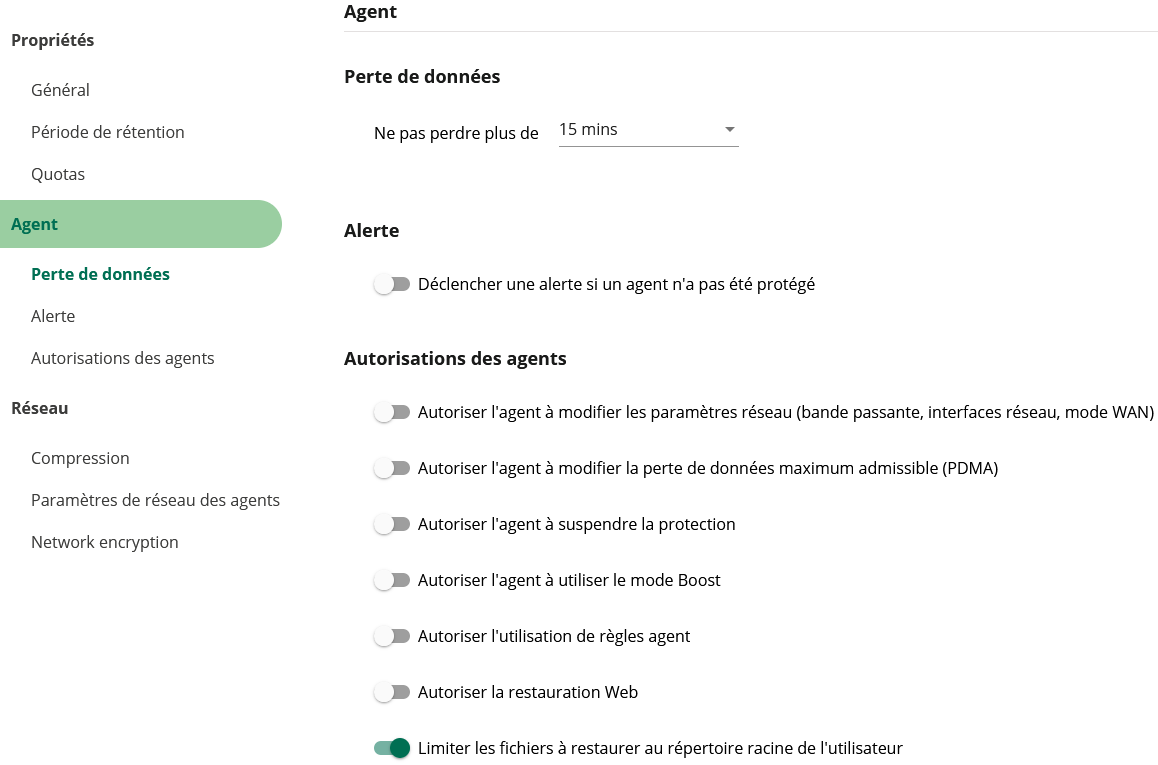 Propriétés
Général
Période de rétention
Quotas
Agent
Perte de données
Alerte
Autorisations des agents
Réseau
Compression
Paramètres de réseau des agents
Network encryption
Agent
Perte de données
Ne pas perdre plus de 15 mins
Alerte
Déclencher une alerte si un agent n'a pas été protégé
Autorisations des agents
Autoriser l'agent à modifier les paramètres réseau (bande passante, interfaces réseau, mode WAN)
Autoriser l'agent à modifier la perte de données maximum admissible (PDMA)
Autoriser l'agent à suspendre la protection
Autoriser l'agent à utiliser le mode Boost
Autoriser l'utilisation de règles agent
Autoriser la restauration Web
Limiter les fichiers à restaurer au répertoire racine de l'utilisateur